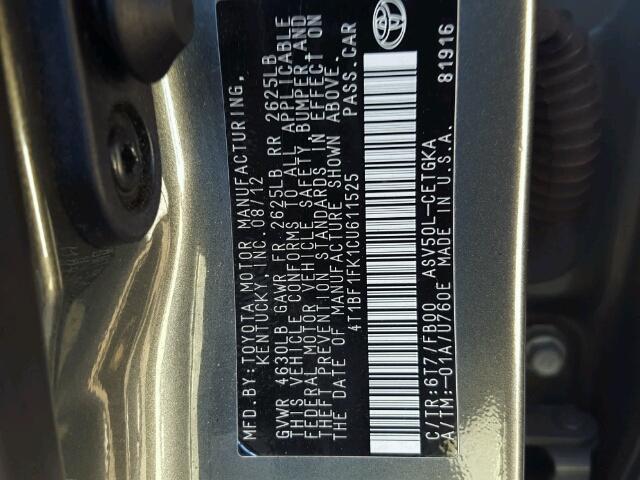 MFD. BY: TOYOTA MOTOR MANUFACTURING,
KENTUCKY, INC. 08/12
GVWR 4630LB GAWR FR 2625LB RR 2625LB
THIS VEHICLE CONFORMS TO ALL APPLICABLE
FEDERAL MOTOR VEHICLE SAFETY, BUMPER, AND
THEFT PREVENTION STANDARDS IN EFFECT ON
THE DATE OF MANUFACTURE SHOWN ABOVE.
4T1BF1FK1CU611525 PASS. CAR
C/TR: 6T7/FB00 ASV50L-CETGKA
A/TM: -01A/U760E MADE IN U.S.A. 81916